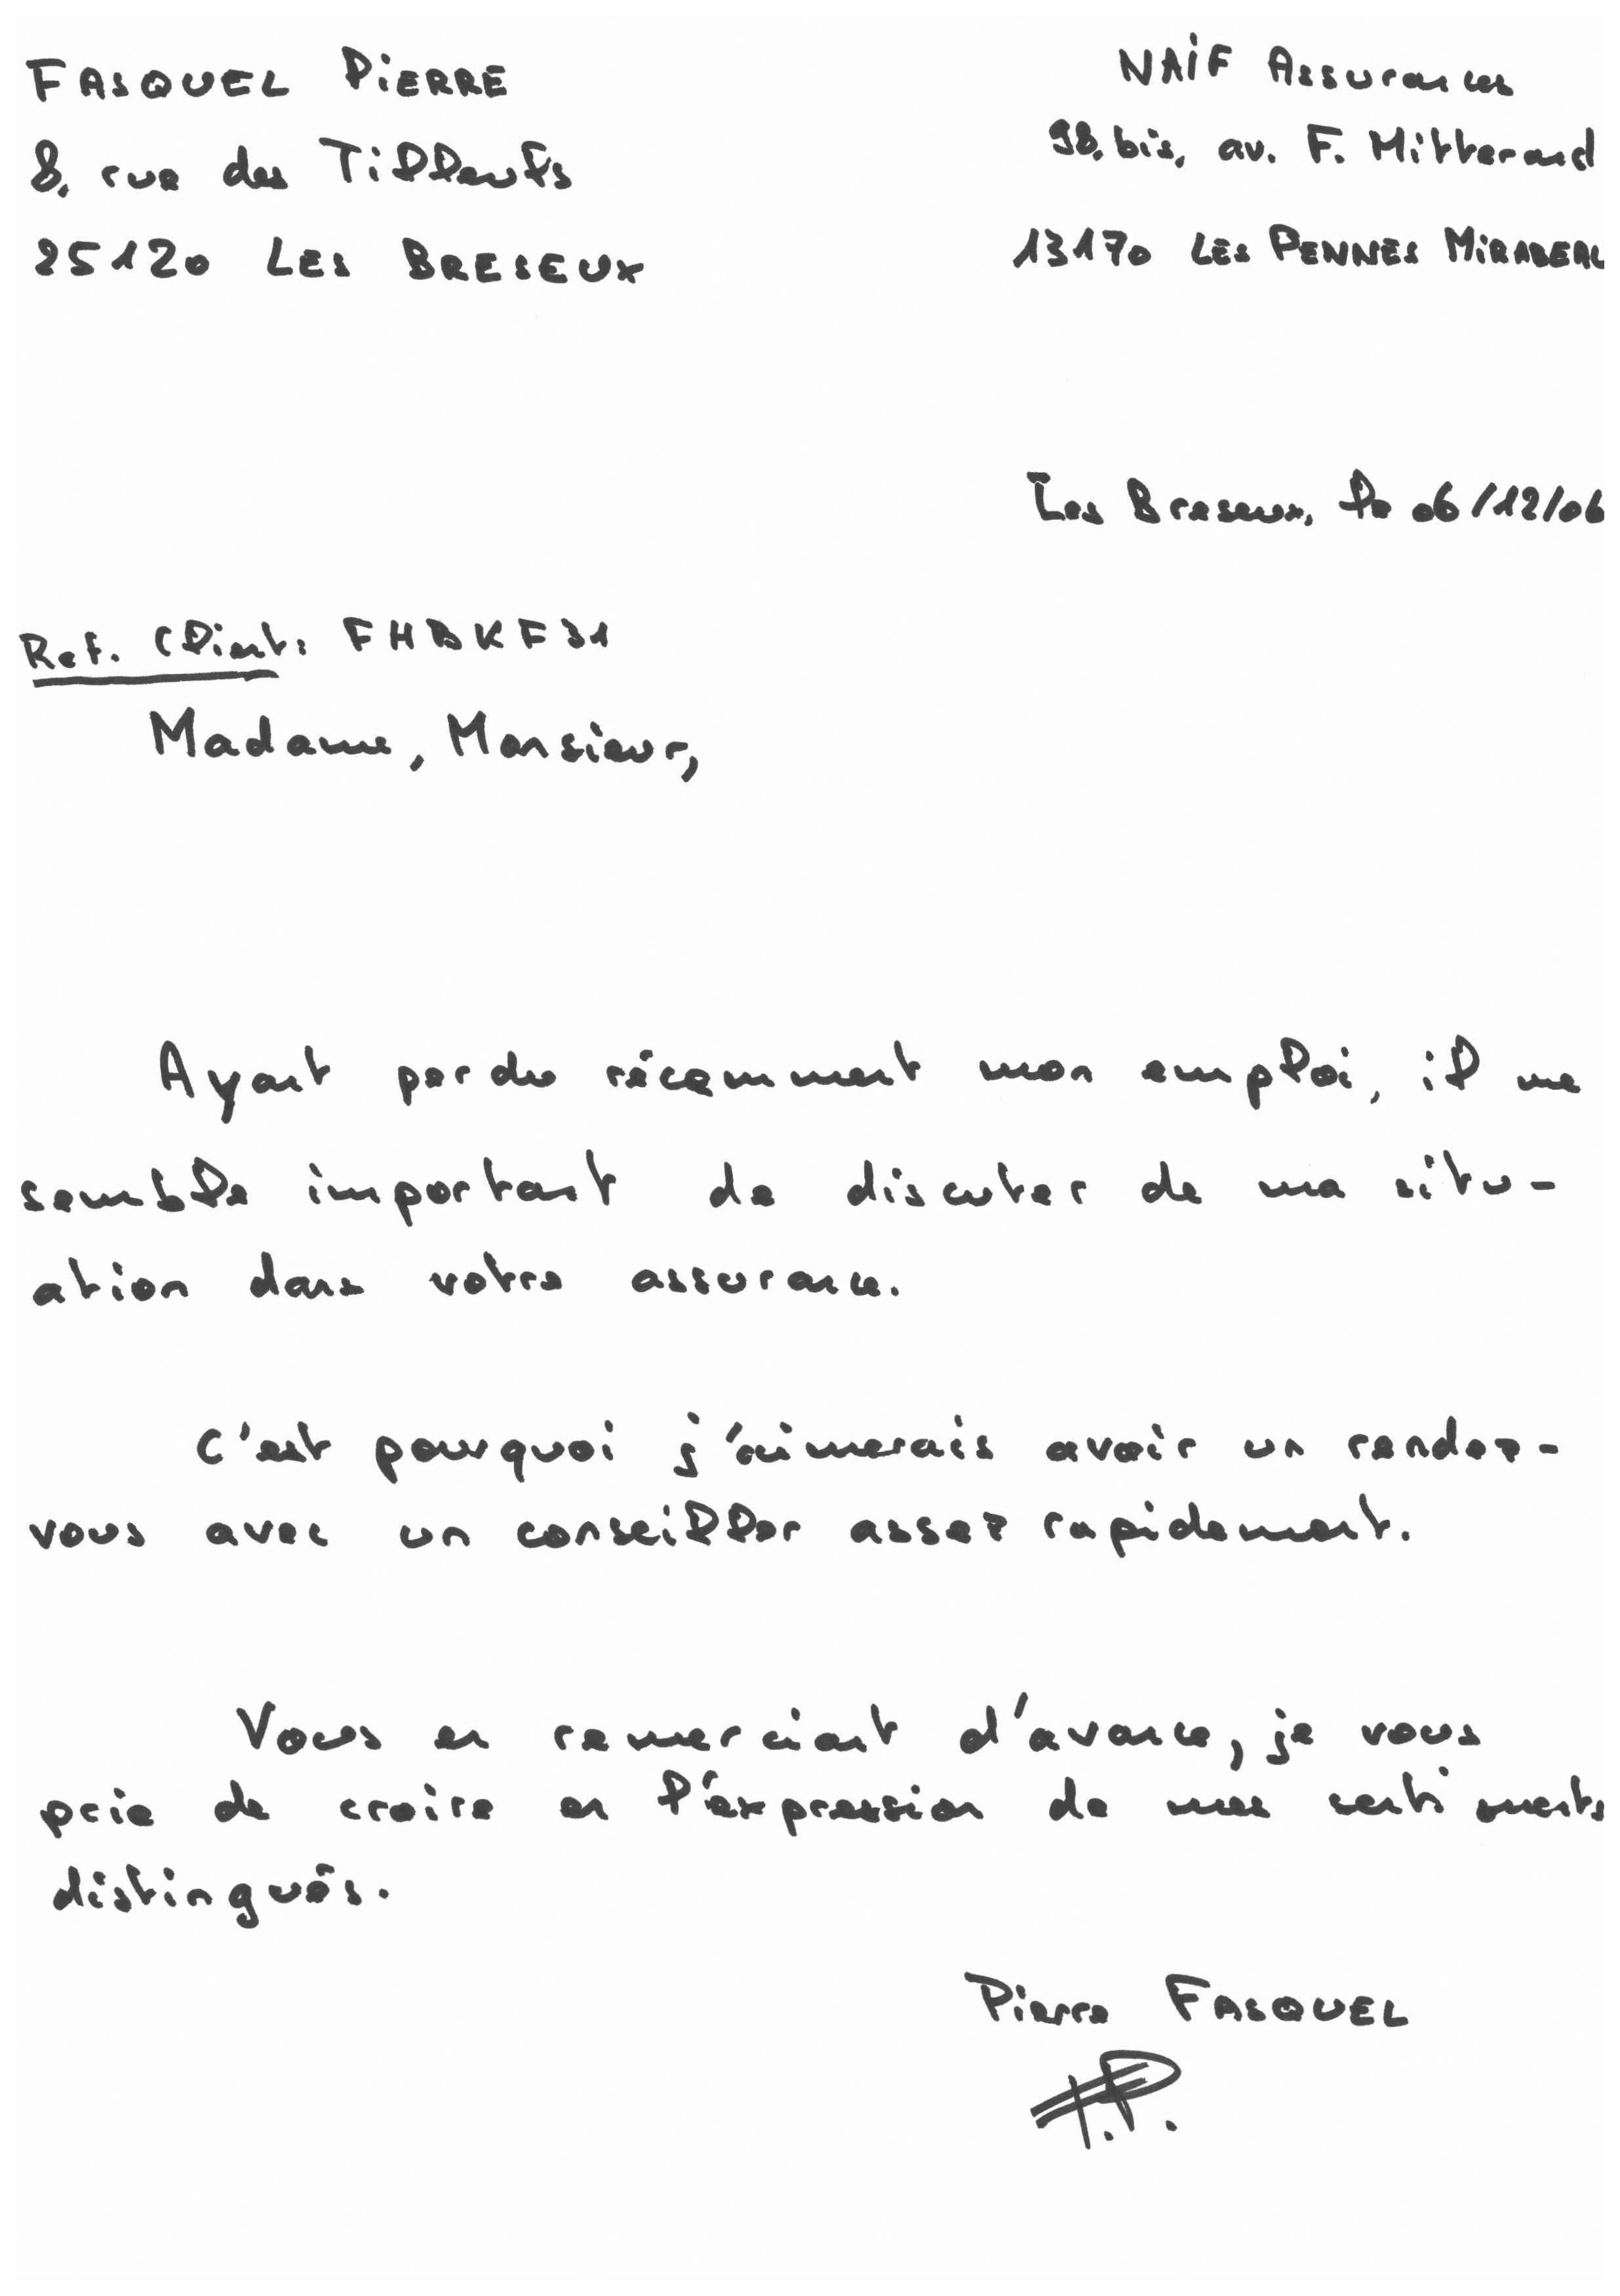 FASQUEL PIERRE
8, rue des Tilleuls
25120 LES BRESEUX
NAIF Assurances
98, bis, av. F. Mitterand
13170 LES PENNES MIRABEAU
Les Breseux, le 06/12/06
Ref. Client: FHBKF31
Madame, Monsieur,
Ayant perdu récemment mon emploi, il me
semble important de discuter de ma situ-
ation dans votre assurance.
C'est pourquoi j'aimerais avoir un rendez-
vous avec un conseiller assez rapidement.
Vous en remerciant d'avance, je vous
prie de croire en l'expression de mes sentiments
distingués.
Pierre FASQUEL
F.P.